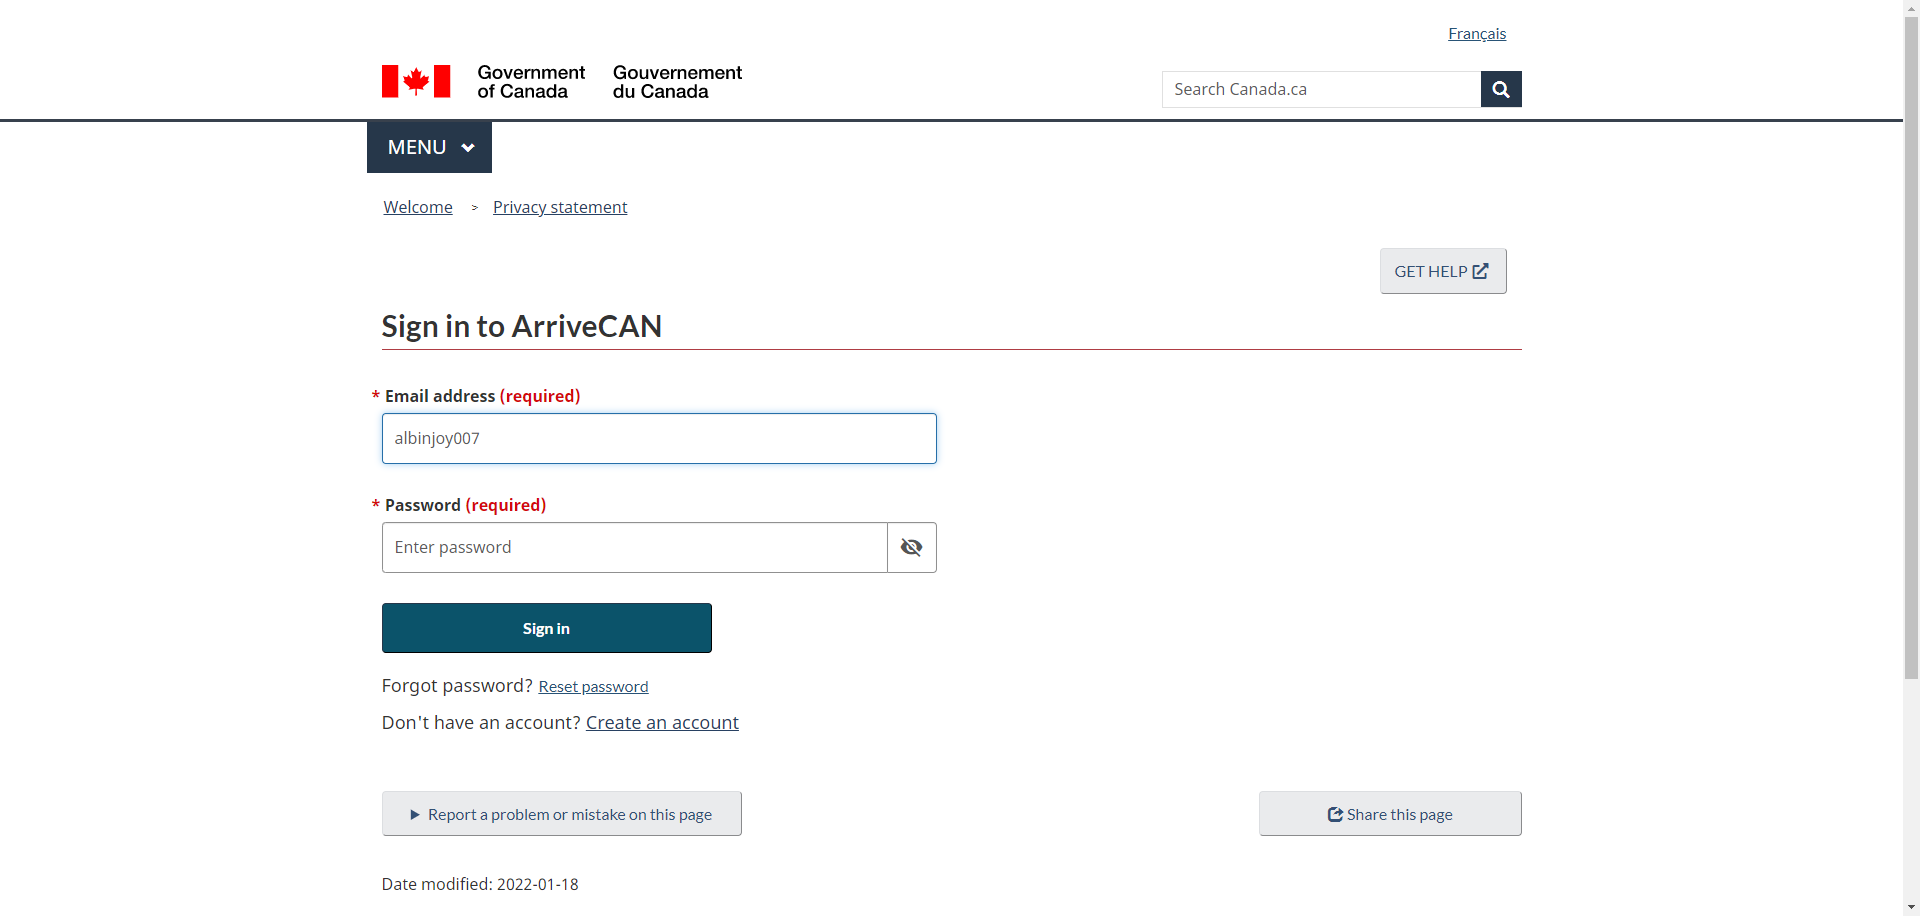 Français
Government of Canada
Gouvernement du Canada
Search Canada.ca
MENU
Welcome > Privacy statement
GET HELP
Sign in to ArriveCAN
* Email address (required)
albinjoy007
* Password (required)
Enter password
Sign in
Forgot password? Reset password
Don't have an account? Create an account
Report a problem or mistake on this page
Share this page
Date modified: 2022-01-18